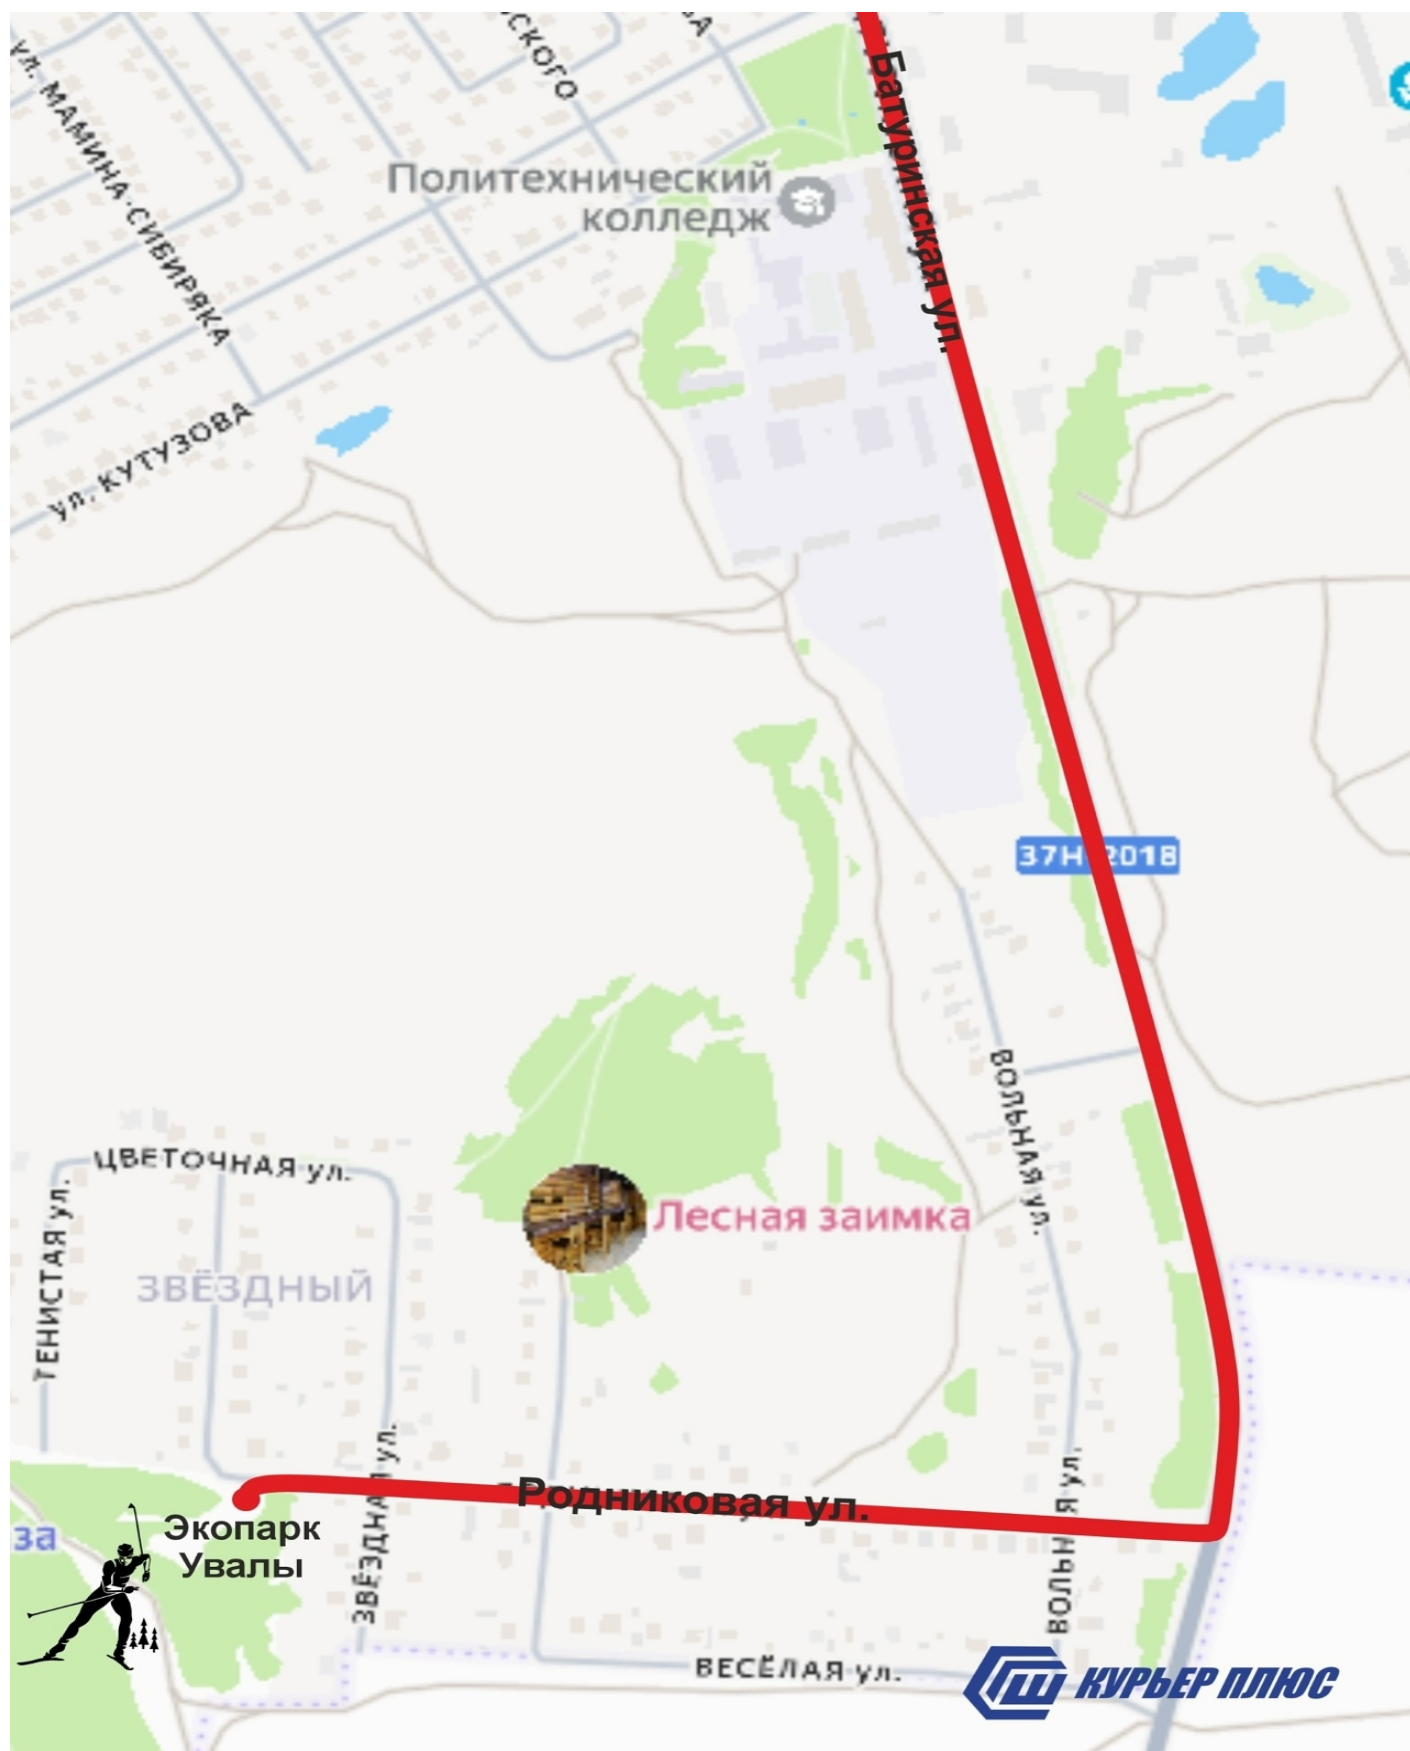 ул. МАМИНА-СИБИРЯКА
Батуринская ул.
Политехнический
колледж
ул. КУТУЗОВА
37Н-2018
ВОЛЬНАЯ ул.
ЦВЕТОЧНАЯ ул.
ТЕНИСТАЯ ул.
Лесная заимка
ЗВЁЗДНЫЙ
ЗВЁЗДНАЯ ул.
Родниковая ул.
ВОЛЬНАЯ ул.
за
Экопарк
Увалы
ВЕСЁЛАЯ ул.
КУРЬЕР ПЛЮС